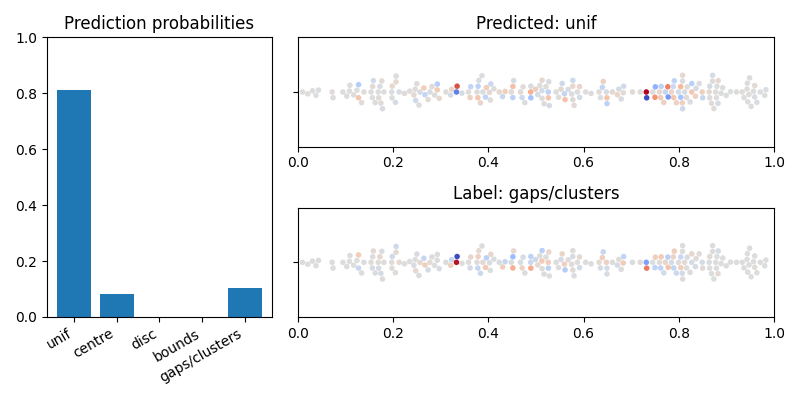 Prediction probabilities
1.0
0.8
0.6
0.4
0.2
0.0
unif
centre
disc
bounds
gaps/clusters
Predicted: unif
0.0 0.2 0.4 0.6 0.8 1.0
Label: gaps/clusters
0.0 0.2 0.4 0.6 0.8 1.0